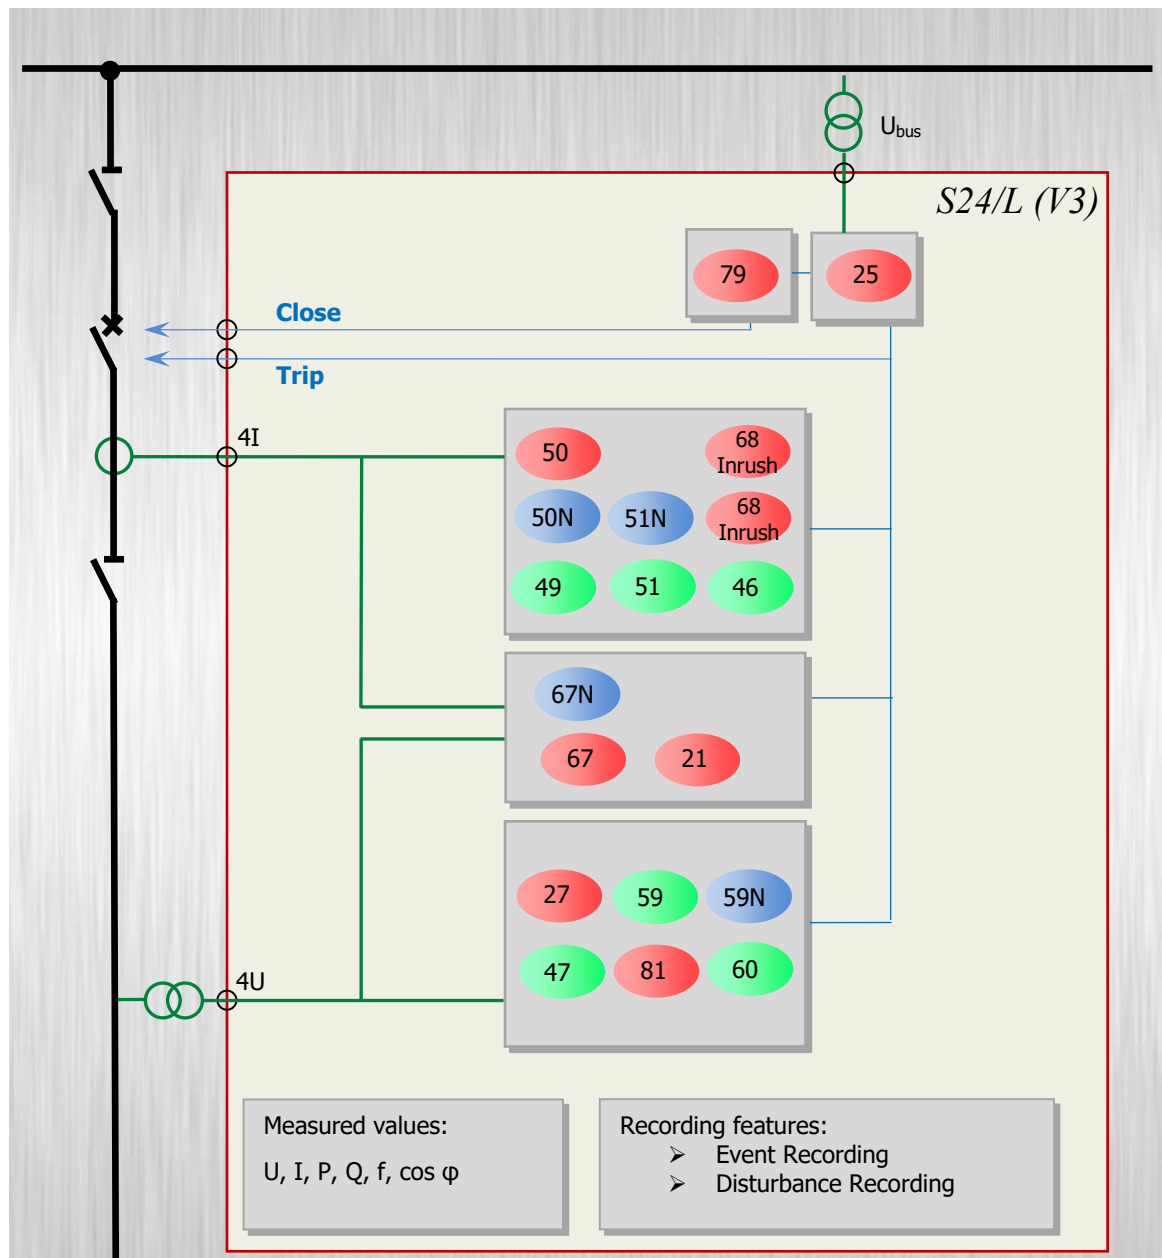 Ubus
S24/L (V3)
79
25
Close
Trip
4I
50
68
Inrush
50N
51N
68
Inrush
49
51
46
67N
67
21
27
59
59N
47
81
60
4U
Measured values:
U, I, P, Q, f, cos φ
Recording features:
➢ Event Recording
➢ Disturbance Recording